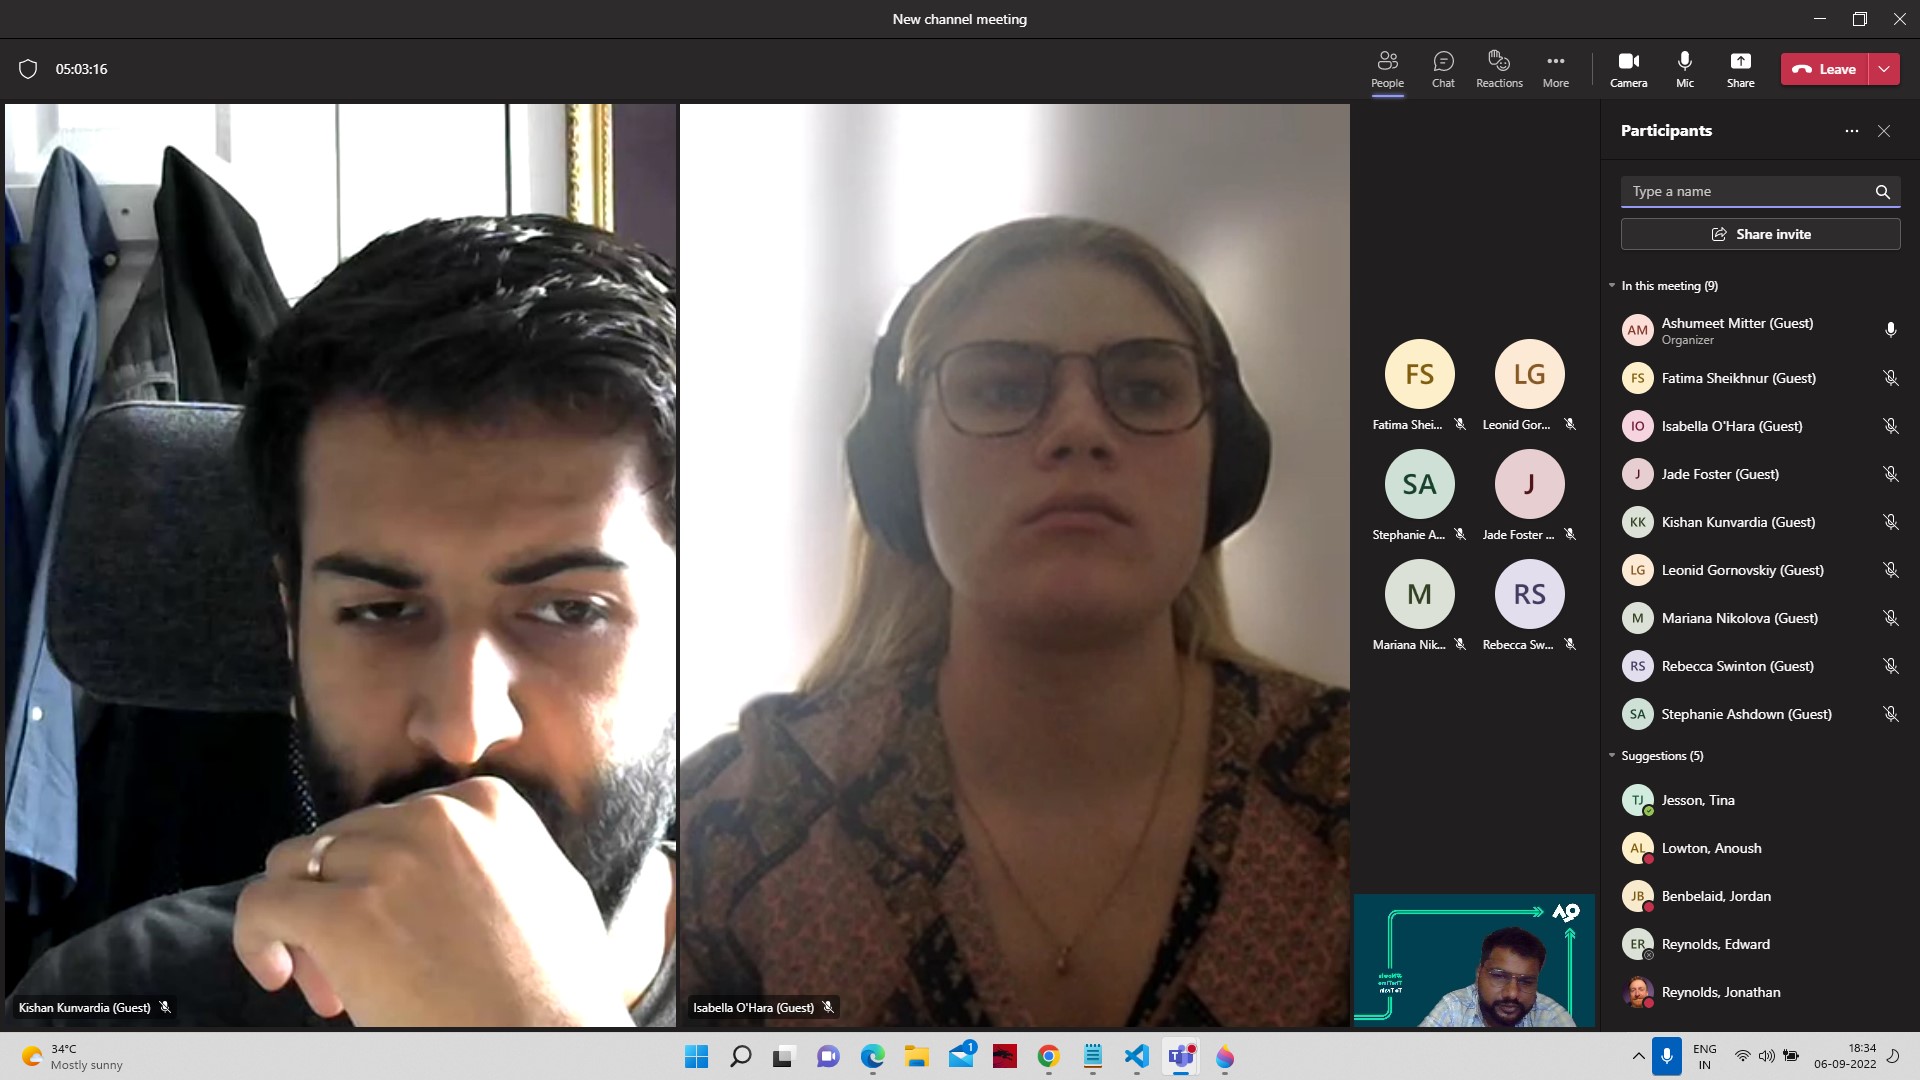 New channel meeting
05:03:16
People
Chat
Reactions
More
Camera
Mic
Share
Leave
Kishan Kunvardia (Guest)
Isabella O'Hara (Guest)
FS
LG
Fatima Shei...
Leonid Gor...
SA
J
Stephanie A...
Jade Foster ...
M
RS
Mariana Nik...
Rebecca Sw...
AO
#NowIs
TheTime
ToTrain
Participants
Type a name
Share invite
In this meeting (9)
AM
Ashumeet Mitter (Guest)
Organizer
FS
Fatima Sheikhnur (Guest)
IO
Isabella O'Hara (Guest)
J
Jade Foster (Guest)
KK
Kishan Kunvardia (Guest)
LG
Leonid Gornovskiy (Guest)
M
Mariana Nikolova (Guest)
RS
Rebecca Swinton (Guest)
SA
Stephanie Ashdown (Guest)
Suggestions (5)
TJ
Jesson, Tina
AL
Lowton, Anoush
JB
Benbelaid, Jordan
ER
Reynolds, Edward
Reynolds, Jonathan
34°C
Mostly sunny
1
ENG
IN
18:34
06-09-2022